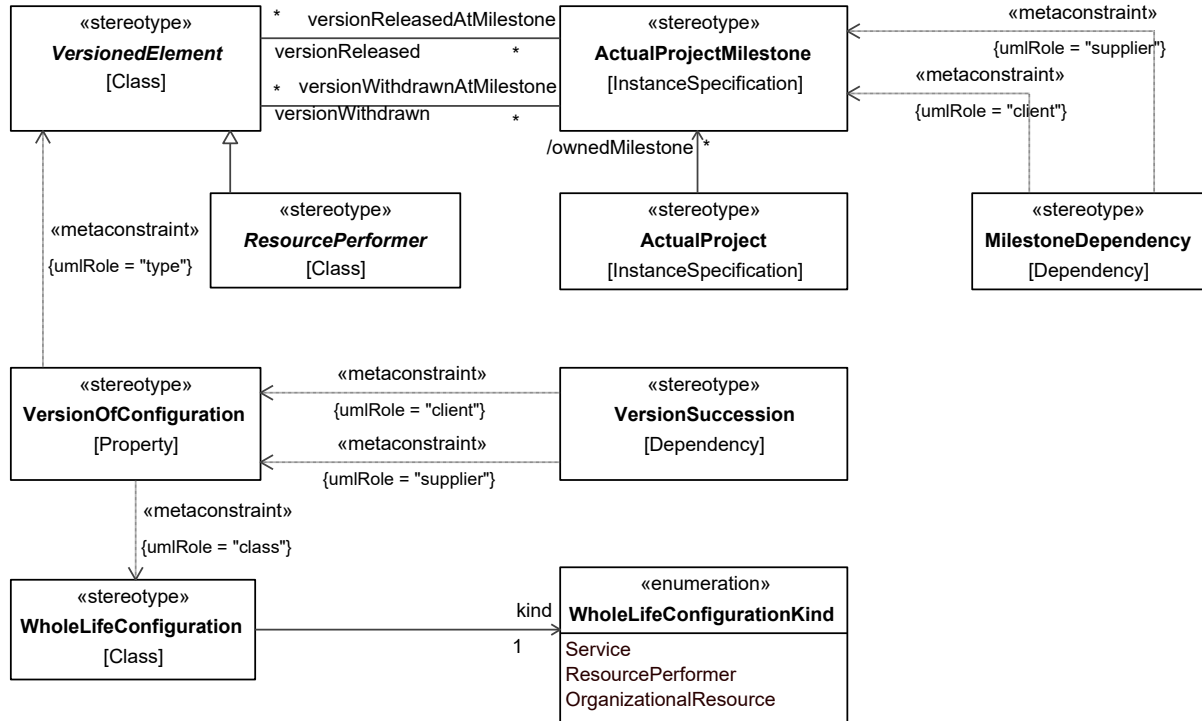 «stereotype»
VersionedElement
[Class]
* versionReleasedAtMilestone
versionReleased *
* versionWithdrawnAtMilestone
versionWithdrawn *
«stereotype»
ActualProjectMilestone
[InstanceSpecification]
«metaconstraint»
{umlRole = "supplier"}
«metaconstraint»
{umlRole = "client"}
/ownedMilestone *
«metaconstraint»
{umlRole = "type"}
«stereotype»
ResourcePerformer
[Class]
«stereotype»
ActualProject
[InstanceSpecification]
«stereotype»
MilestoneDependency
[Dependency]
«stereotype»
VersionOfConfiguration
[Property]
«metaconstraint»
{umlRole = "client"}
«metaconstraint»
{umlRole = "supplier"}
«stereotype»
VersionSuccession
[Dependency]
«metaconstraint»
{umlRole = "class"}
«stereotype»
WholeLifeConfiguration
[Class]
kind
1
«enumeration»
WholeLifeConfigurationKind
Service
ResourcePerformer
OrganizationalResource